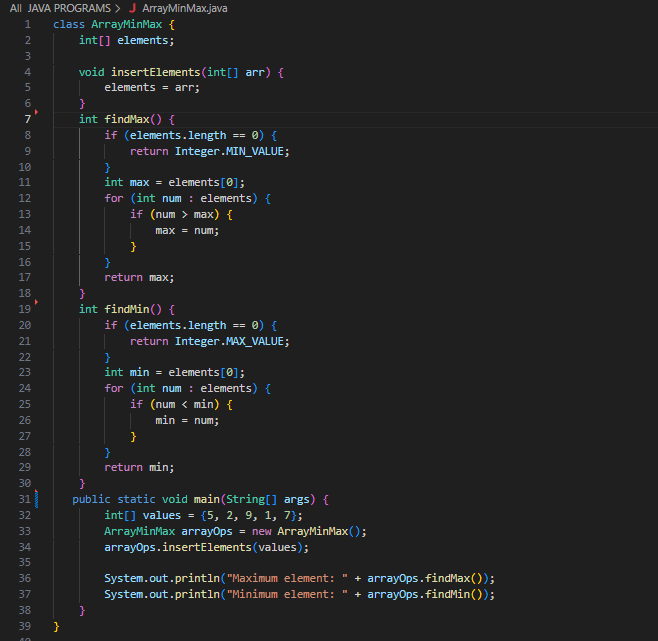 All JAVA PROGRAMS > J ArrayMinMax.java
1 class ArrayMinMax {
2     int[] elements;
3
4     void insertElements(int[] arr) {
5         elements = arr;
6     }
7     int findMax() {
8         if (elements.length == 0) {
9             return Integer.MIN_VALUE;
10         }
11         int max = elements[0];
12         for (int num : elements) {
13             if (num > max) {
14                 max = num;
15             }
16         }
17         return max;
18     }
19     int findMin() {
20         if (elements.length == 0) {
21             return Integer.MAX_VALUE;
22         }
23         int min = elements[0];
24         for (int num : elements) {
25             if (num < min) {
26                 min = num;
27             }
28         }
29         return min;
30     }
31    public static void main(String[] args) {
32         int[] values = {5, 2, 9, 1, 7};
33         ArrayMinMax arrayOps = new ArrayMinMax();
34         arrayOps.insertElements(values);
35
36         System.out.println("Maximum element: " + arrayOps.findMax());
37         System.out.println("Minimum element: " + arrayOps.findMin());
38     }
39 }